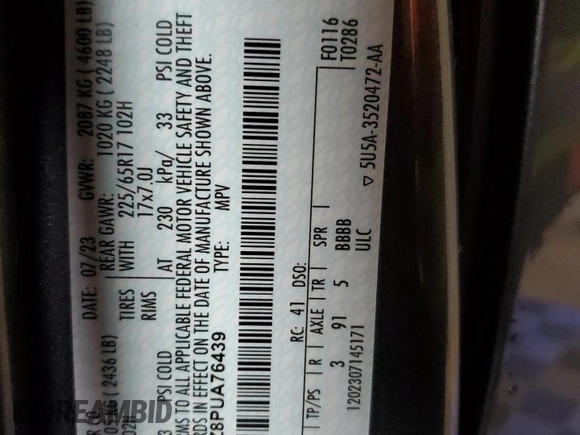 DATE: 07/23 GVWR: 2087 KG ( 4600 LB)
REAR GAWR: 1020 KG ( 2248 LB)
( 2436 LB) TIRES WITH 225/65R17 102H
RIMS 17x7.0J
PSI COLD AT 230 kPa/ 33 PSI COLD
RMS TO ALL APPLICABLE FEDERAL MOTOR VEHICLE SAFETY AND THEFT
RDS IN EFFECT ON THE DATE OF MANUFACTURE SHOWN ABOVE.
Z8PUA76439 TYPE: MPV
RC: 41 DSO: F0116
T0286
TP/PS R AXLE TR SPR
3 91 5 BBBB
ULC
1202307145171
▽ 5U5A-3520472-AA
DREAMBID